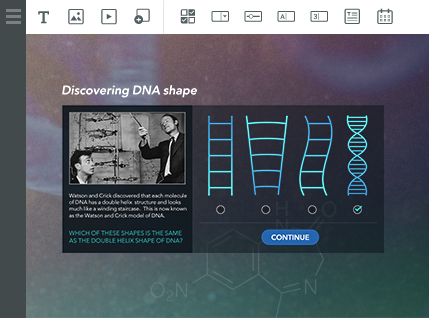 T
A
3
Discovering DNA shape
Watson and Crick discovered that each molecule
of DNA has a double helix structure and looks
much like a winding staircase. This is now known
as the Watson and Crick model of DNA.
WHICH OF THESE SHAPES IS THE SAME
AS THE DOUBLE HELIX SHAPE OF DNA?
CONTINUE
O₂N
N